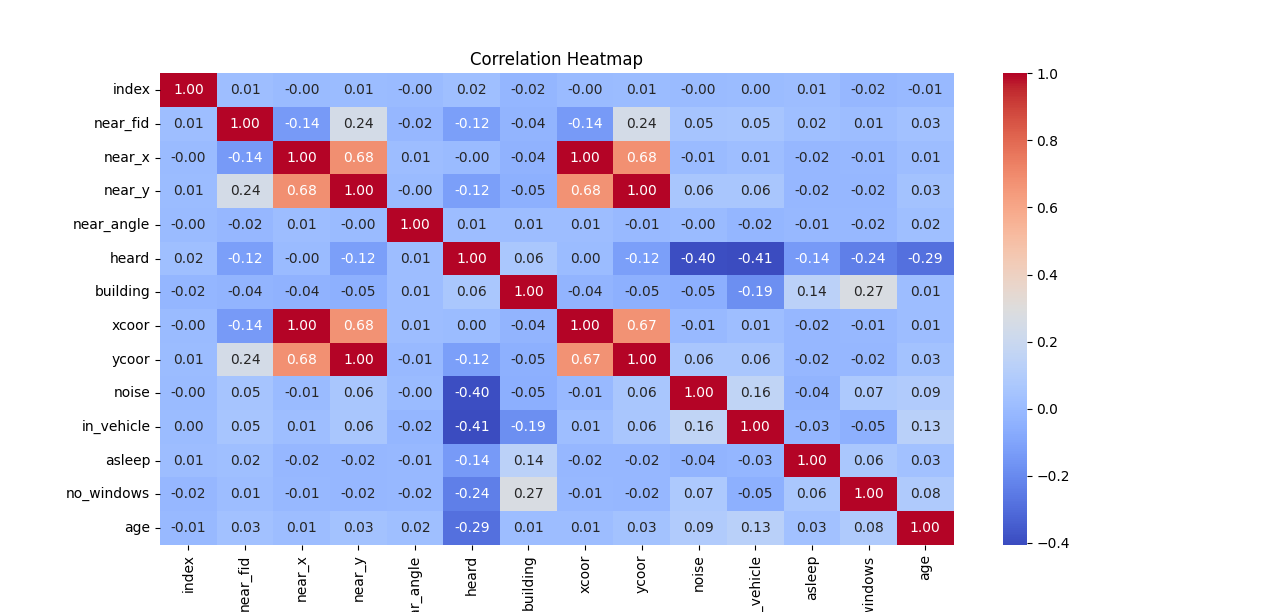 Correlation Heatmap
index 1.00 0.01 -0.00 0.01 -0.00 0.02 -0.02 -0.00 0.01 -0.00 0.00 0.01 -0.02 -0.01 1.0
near_fid 0.01 1.00 -0.14 0.24 -0.02 -0.12 -0.04 -0.14 0.24 0.05 0.05 0.02 0.01 0.03
near_x -0.00 -0.14 1.00 0.68 0.01 -0.00 -0.04 1.00 0.68 -0.01 0.01 -0.02 -0.01 0.01 0.8
near_y 0.01 0.24 0.68 1.00 -0.00 -0.12 -0.05 0.68 1.00 0.06 0.06 -0.02 -0.02 0.03 0.6
near_angle -0.00 -0.02 0.01 -0.00 1.00 0.01 0.01 0.01 -0.01 -0.00 -0.02 -0.01 -0.02 0.02
heard 0.02 -0.12 -0.00 -0.12 0.01 1.00 0.06 0.00 -0.12 -0.40 -0.41 -0.14 -0.24 -0.29 0.4
building -0.02 -0.04 -0.04 -0.05 0.01 0.06 1.00 -0.04 -0.05 -0.05 -0.19 0.14 0.27 0.01
xcoor -0.00 -0.14 1.00 0.68 0.01 0.00 -0.04 1.00 0.67 -0.01 0.01 -0.02 -0.01 0.01 0.2
ycoor 0.01 0.24 0.68 1.00 -0.01 -0.12 -0.05 0.67 1.00 0.06 0.06 -0.02 -0.02 0.03
noise -0.00 0.05 -0.01 0.06 -0.00 -0.40 -0.05 -0.01 0.06 1.00 0.16 -0.04 0.07 0.09 0.0
in_vehicle 0.00 0.05 0.01 0.06 -0.02 -0.41 -0.19 0.01 0.06 0.16 1.00 -0.03 -0.05 0.13
asleep 0.01 0.02 -0.02 -0.02 -0.01 -0.14 0.14 -0.02 -0.02 -0.04 -0.03 1.00 0.06 0.03 −0.2
no_windows -0.02 0.01 -0.01 -0.02 -0.02 -0.24 0.27 -0.01 -0.02 0.07 -0.05 0.06 1.00 0.08
age -0.01 0.03 0.01 0.03 0.02 -0.29 0.01 0.01 0.03 0.09 0.13 0.03 0.08 1.00 −0.4
index near_fid near_x near_y ar_angle heard building xcoor ycoor noise _vehicle asleep windows age